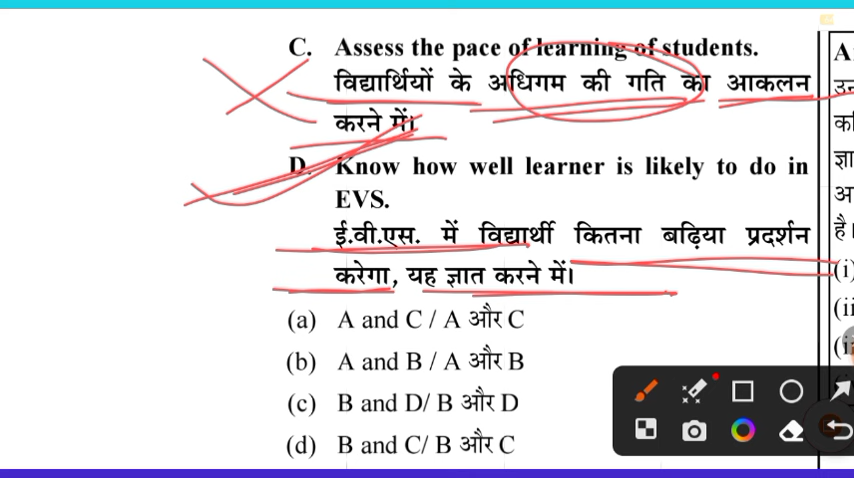 C. Assess the pace of learning of students.
विद्यार्थियों के अधिगम की गति का आकलन
करने में।
D. Know how well learner is likely to do in
EVS.
ई.वी.एस. में विद्यार्थी कितना बढ़िया प्रदर्शन
करेगा, यह ज्ञात करने में।
(a) A and C / A और C
(b) A and B / A और B
(c) B and D/ B और D
(d) B and C/ B और C
A
है।
(i)